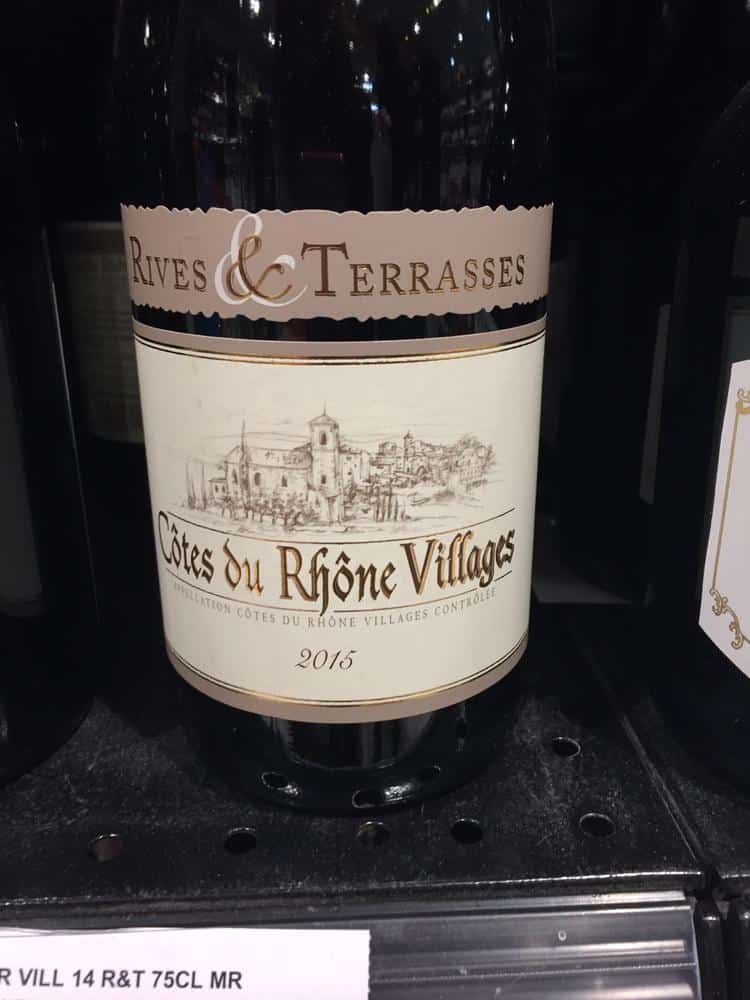 RIVES & TERRASSES
Côtes du Rhône Villages
APPELLATION CÔTES DU RHÔNE VILLAGES CONTRÔLÉE
2015
R VILL 14 R&T 75CL MR